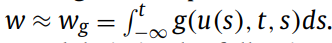 w ≈ w_g = ∫_{−∞}^{t} g(u(s), t, s)ds.